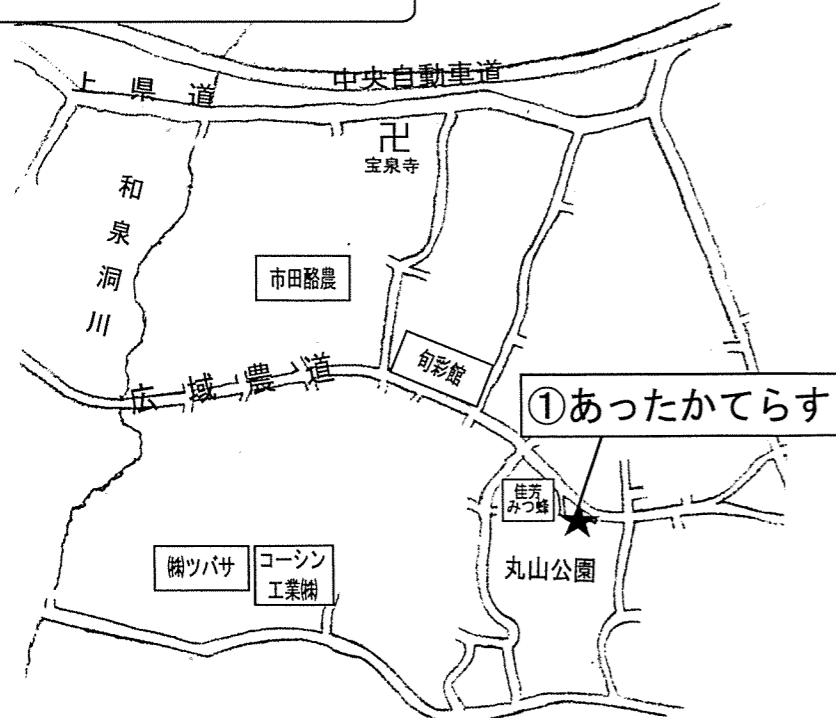 中央自動車道
上県道
卍
宝泉寺
和泉洞川
市田酪農
旬彩館
広域農道
①あったかてらす
佳芳
みつ蜂
㈱ツバサ
コーシン
工業㈱
丸山公園